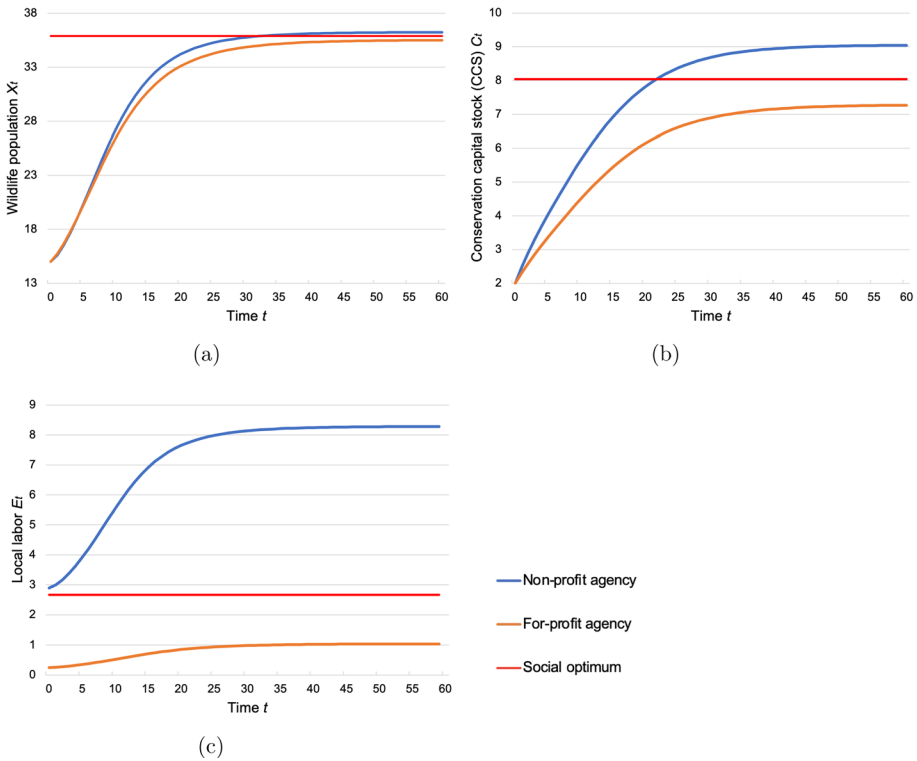 38
33
28
23
18
13
Wildlife population Xt
0 5 10 15 20 25 30 35 40 45 50 55 60
Time t
(a)
10
9
8
7
6
5
4
3
2
Conservation capital stock (CCS) Ct
0 5 10 15 20 25 30 35 40 45 50 55 60
Time t
(b)
9
8
7
6
5
4
3
2
1
0
Local labor Et
0 5 10 15 20 25 30 35 40 45 50 55 60
Time t
(c)
Non-profit agency
For-profit agency
Social optimum